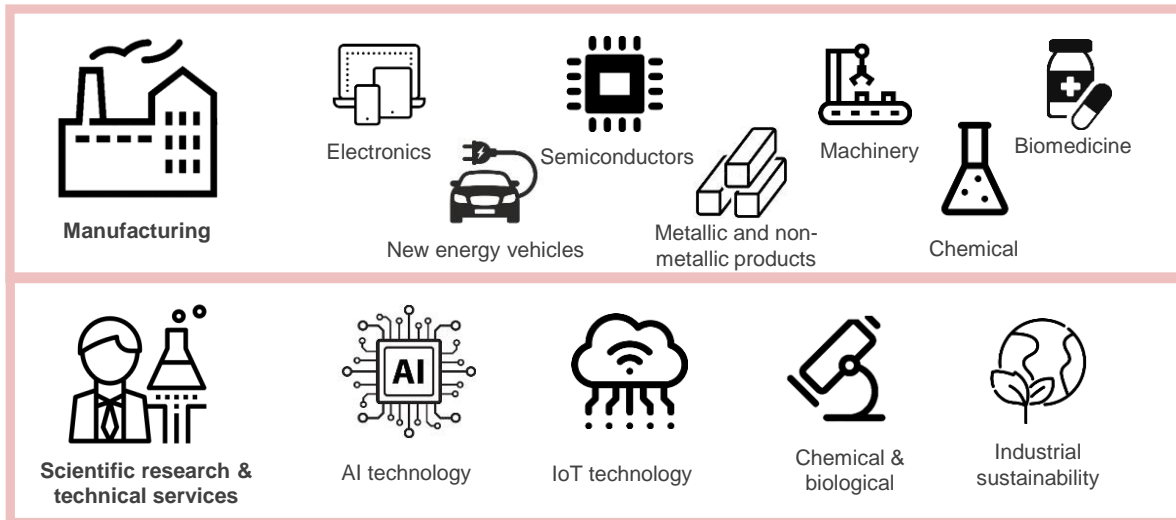 Manufacturing
Electronics
Semiconductors
Machinery
Biomedicine
New energy vehicles
Metallic and non-
metallic products
Chemical
Scientific research &
technical services
AI
AI technology
IoT technology
Chemical &
biological
Industrial
sustainability